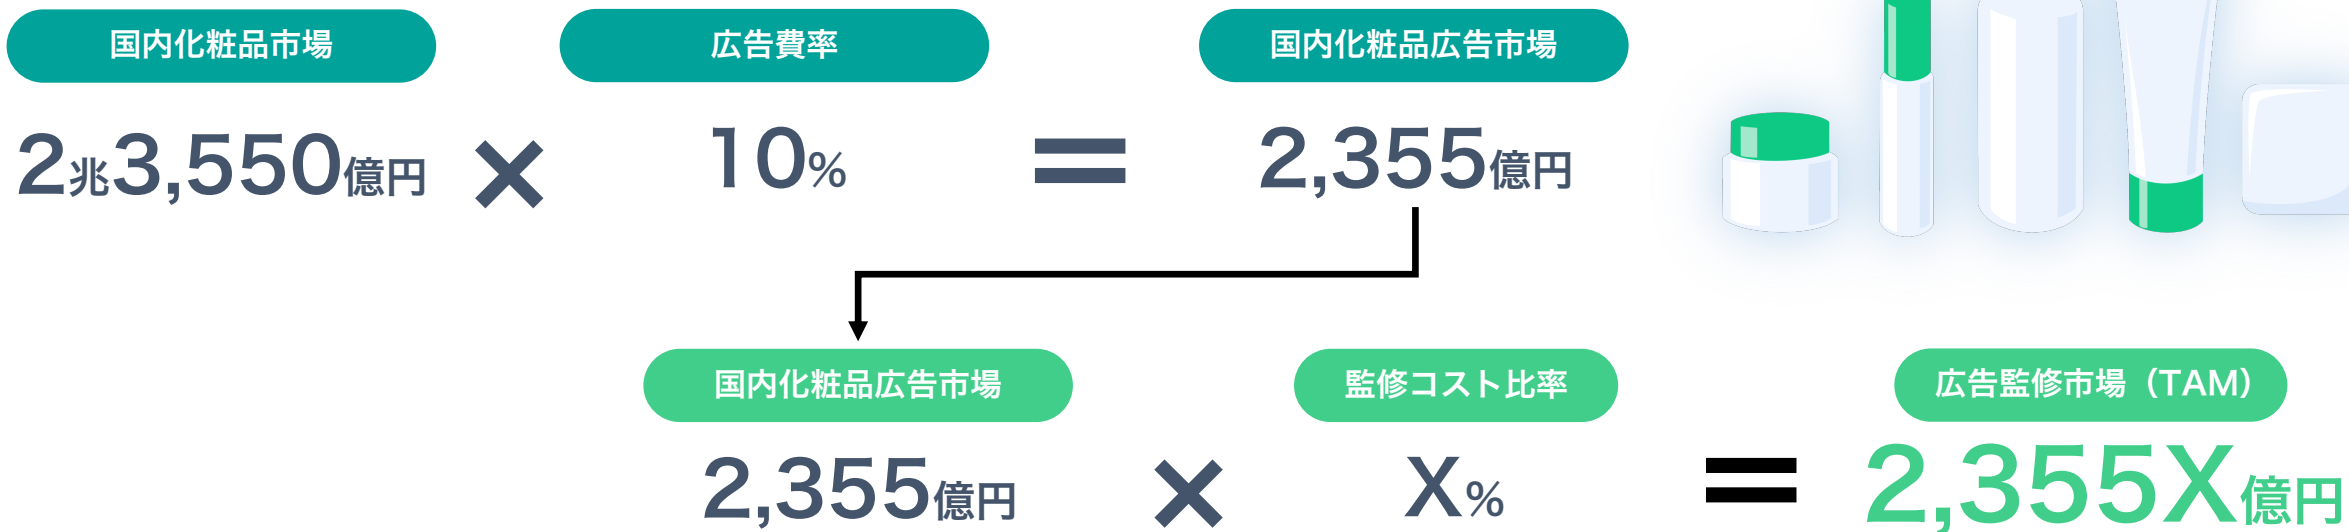 国内化粧品市場 広告費率 国内化粧品広告市場
2兆3,550億円 × 10% = 2,355億円
国内化粧品広告市場 監修コスト比率 広告監修市場（TAM）
2,355億円 × X% = 2,355X億円